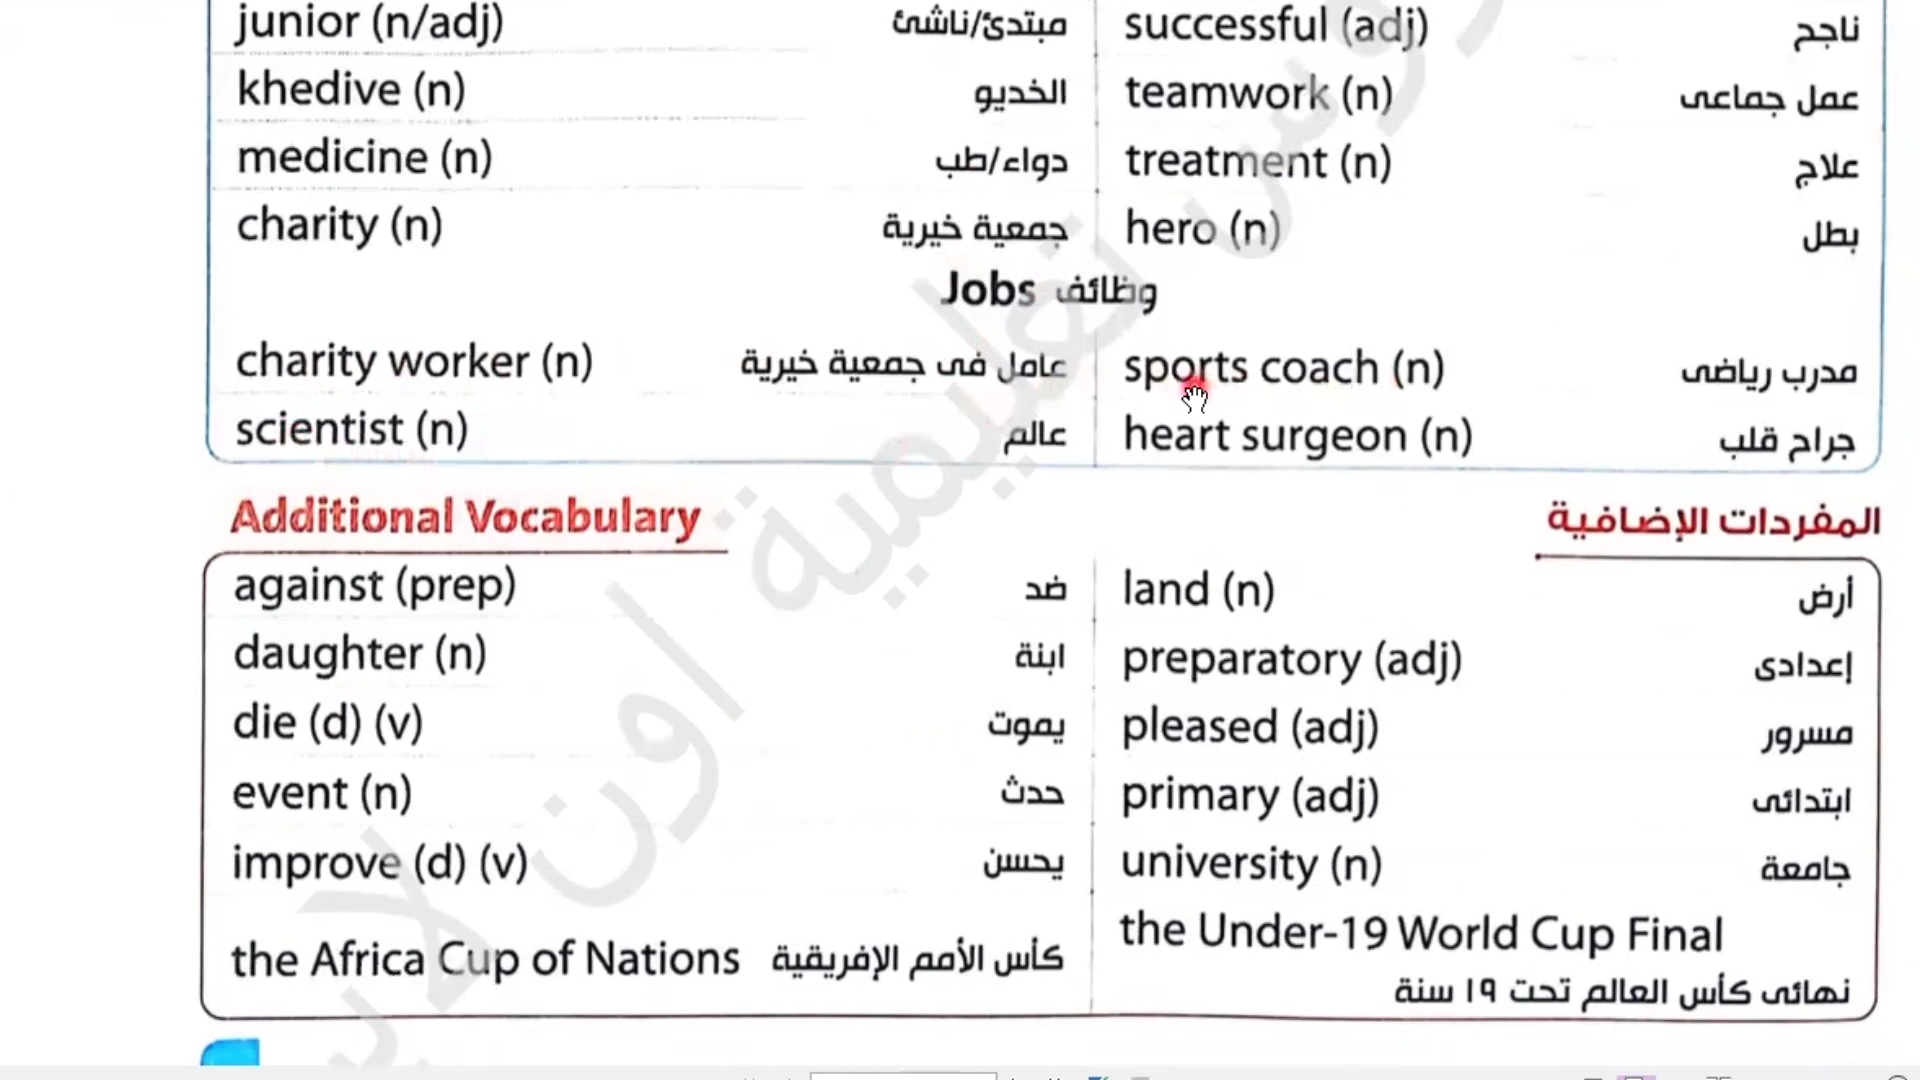 junior (n/adj) مبتدئ/ناشئ successful (adj) ناجح
khedive (n) الخديو teamwork (n) عمل جماعى
medicine (n) دواء/طب treatment (n) علاج
charity (n) جمعية خيرية hero (n) بطل
Jobs وظائف
charity worker (n) عامل فى جمعية خيرية sports coach (n) مدرب رياضى
scientist (n) عالم heart surgeon (n) جراح قلب
Additional Vocabulary المفردات الإضافية
against (prep) ضد land (n) أرض
daughter (n) ابنة preparatory (adj) إعدادى
die (d) (v) يموت pleased (adj) مسرور
event (n) حدث primary (adj) ابتدائى
improve (d) (v) يحسن university (n) جامعة
the Africa Cup of Nations كأس الأمم الإفريقية the Under-19 World Cup Final
نهائى كأس العالم تحت ١٩ سنة
تعليمية اون لاين